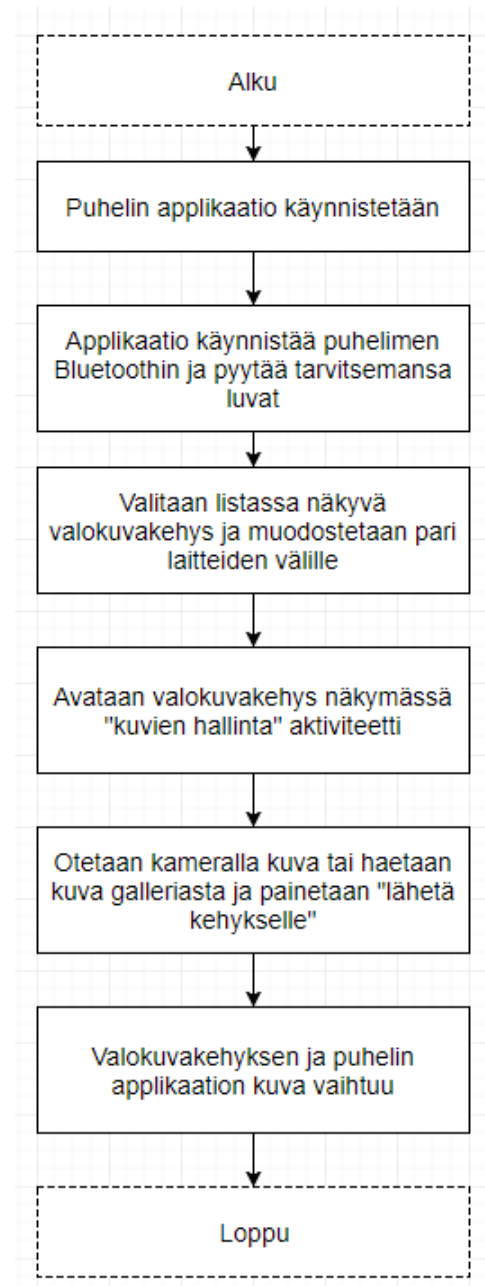 Alku
Puhelin applikaatio käynnistetään
Applikaatio käynnistää puhelimen
Bluetoothin ja pyytää tarvitsemansa
luvat
Valitaan listassa näkyvä
valokuvakehys ja muodostetaan pari
laitteiden välille
Avataan valokuvakehys näkymässä
"kuvien hallinta" aktiviteetti
Otetaan kameralla kuva tai haetaan
kuva galleriasta ja painetaan "lähetä
kehykselle"
Valokuvakehyksen ja puhelin
applikaation kuva vaihtuu
Loppu